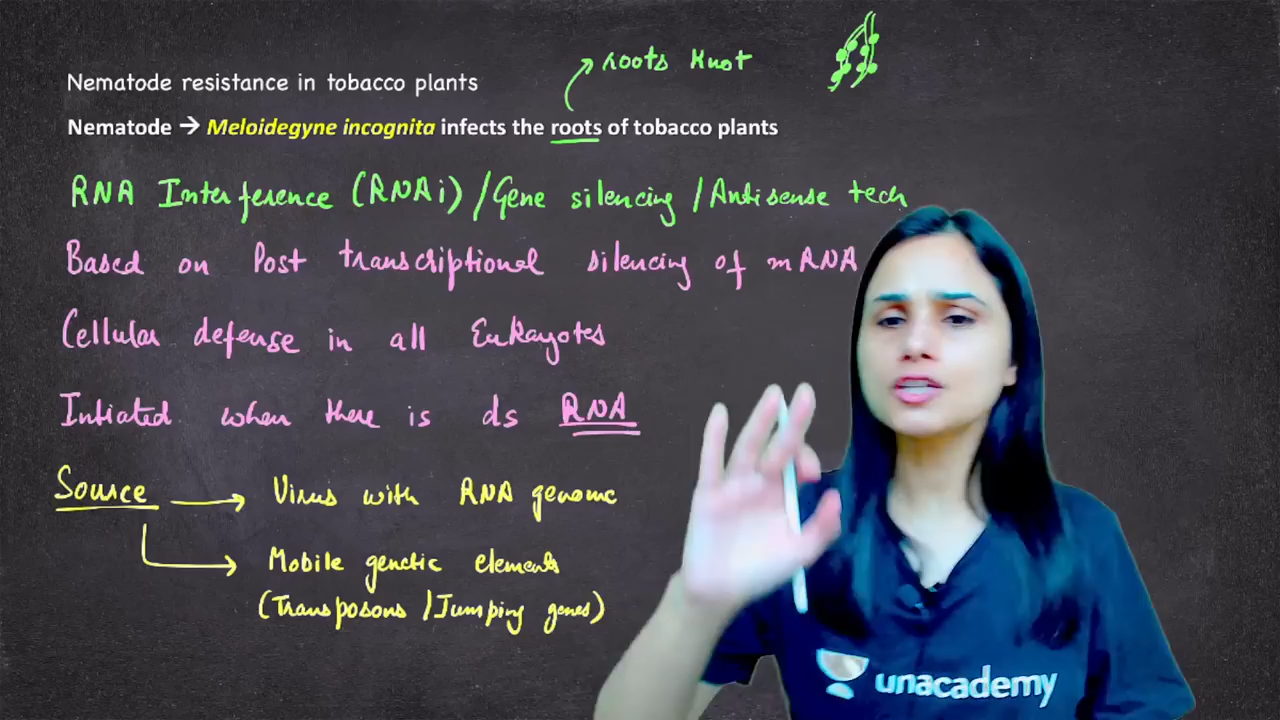 roots knot
Nematode resistance in tobacco plants
Nematode → Meloidegyne incognita infects the roots of tobacco plants
RNA Interference (RNAi) / Gene silencing / Antisense tech
Based on Post transcriptional silencing of mRNA
Cellular defense in all Eukaryotes
Intiated when there is ds RNA
Source → Virus with RNA genome
→ Mobile genetic elements
(Transposons / Jumping genes)
unacademy